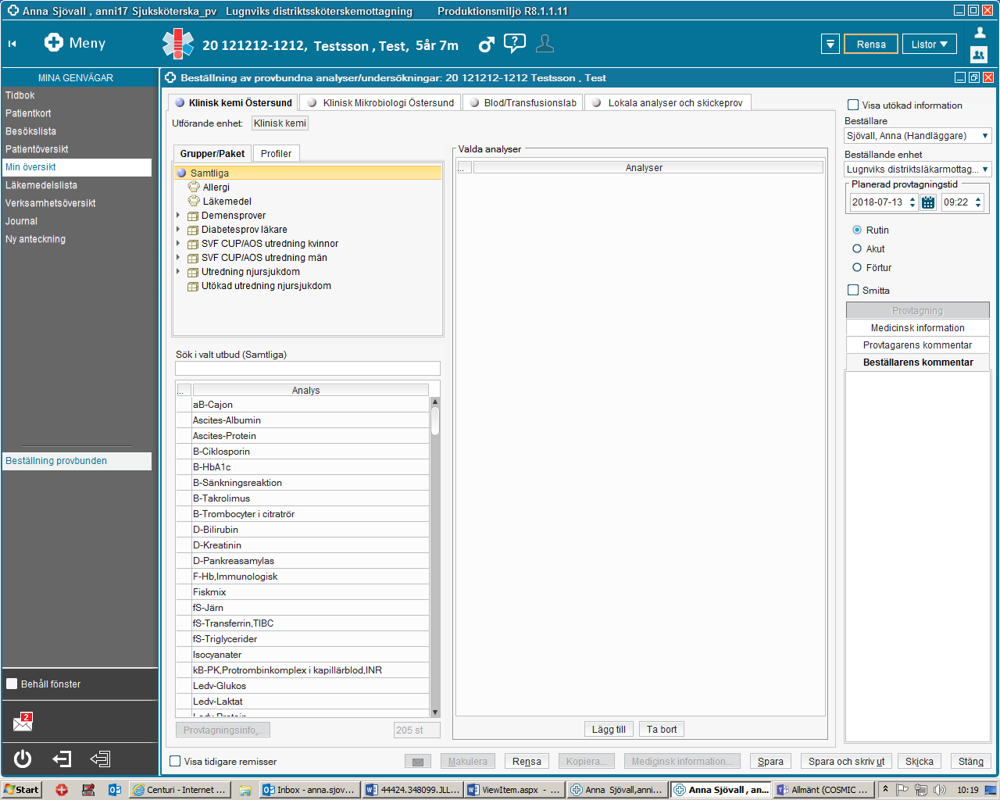 Anna Sjövall , anni17 Sjuksköterska_pv Lugnviks distriktssköterskemottagning Produktionsmiljö R8.1.1.11
Meny
20 121212-1212, Testsson , Test, 5år 7m
Rensa
Listor
MINA GENVÄGAR
Tidbok
Patientkort
Besökslista
Patientöversikt
Min översikt
Läkemedelslista
Verksamhetsöversikt
Journal
Ny anteckning
Beställning provbunden
Behåll fönster
2
Beställning av provbundna analyser/undersökningar: 20 121212-1212 Testsson , Test
Klinisk kemi Östersund
Klinisk Mikrobiologi Östersund
Blod/Transfusionslab
Lokala analyser och skickeprov
Utförande enhet: Klinisk kemi
Grupper/Paket
Profiler
Samtliga
Allergi
Läkemedel
Demensprover
Diabetesprov läkare
SVF CUP/AOS utredning kvinnor
SVF CUP/AOS utredning män
Utredning njursjukdom
Utökad utredning njursjukdom
Sök i valt utbud (Samtliga)
... Analys
aB-Cajon
Ascites-Albumin
Ascites-Protein
B-Ciklosporin
B-HbA1c
B-Sänkningsreaktion
B-Takrolimus
B-Trombocyter i citratrör
D-Bilirubin
D-Kreatinin
D-Pankreasamylas
F-Hb,Immunologisk
Fiskmix
fS-Järn
fS-Transferrin,TIBC
fS-Triglycerider
Isocyanater
kB-PK,Protrombinkomplex i kapillärblod,INR
Ledv-Glukos
Ledv-Laktat
Ledv-Protein
Provtagningsinfo...
205 st
Valda analyser
... Analyser
Lägg till
Ta bort
Visa utökad information
Beställare
Sjövall, Anna (Handläggare)
Beställande enhet
Lugnviks distriktsläkarmottag...
Planerad provtagningstid
2018-07-13 09:22
Rutin
Akut
Förtur
Smitta
Provtagning
Medicinsk information
Provtagarens kommentar
Beställarens kommentar
Visa tidigare remisser
Makulera
Rensa
Kopiera...
Medicinsk information...
Spara
Spara och skriv ut
Skicka
Stäng
Start
Centuri - Internet ...
Inbox - anna.sjov...
44424.348099.JLL...
ViewItem.aspx - ...
Anna Sjövall,anni...
Anna Sjövall , an...
Allmänt (COSMIC ...
10:19